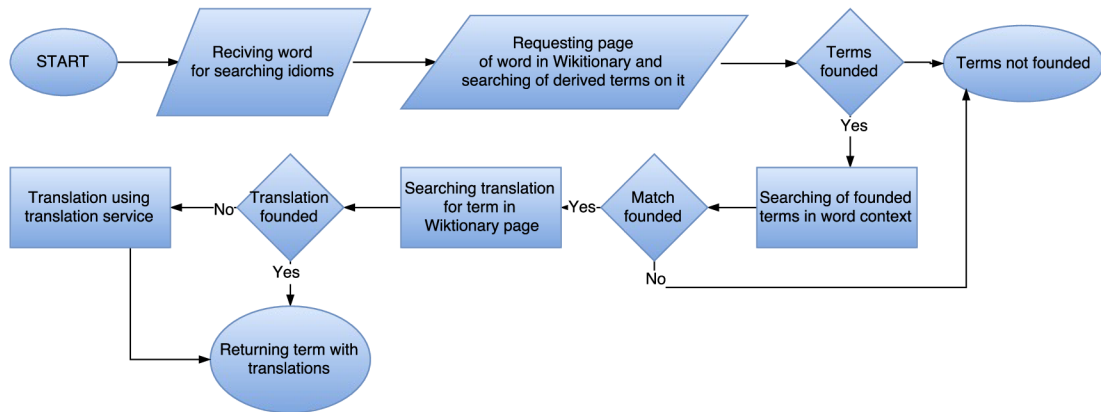 START
Reciving word
for searching idioms
Requesting page
of word in Wikitionary and
searching of derived terms on it
Terms
founded
Terms not founded
Yes
Searching of founded
terms in word context
Match
founded
Yes
No
Searching translation
for term in
Wiktionary page
Translation
founded
No
Yes
Translation using
translation service
Returning term with
translations